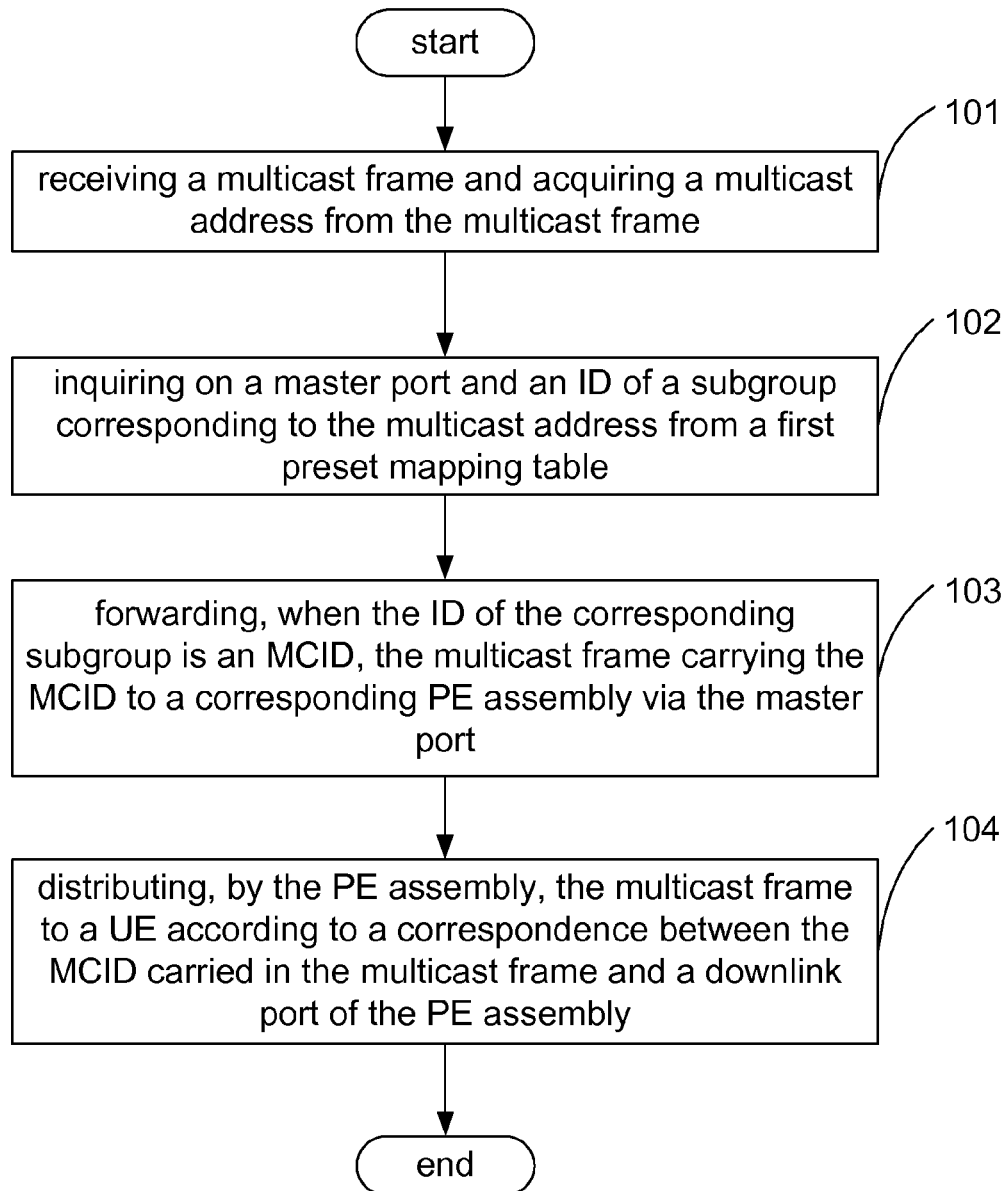 start
101
receiving a multicast frame and acquiring a multicast
address from the multicast frame
102
inquiring on a master port and an ID of a subgroup
corresponding to the multicast address from a first
preset mapping table
103
forwarding, when the ID of the corresponding
subgroup is an MCID, the multicast frame carrying the
MCID to a corresponding PE assembly via the master
port
104
distributing, by the PE assembly, the multicast frame
to a UE according to a correspondence between the
MCID carried in the multicast frame and a downlink
port of the PE assembly
end